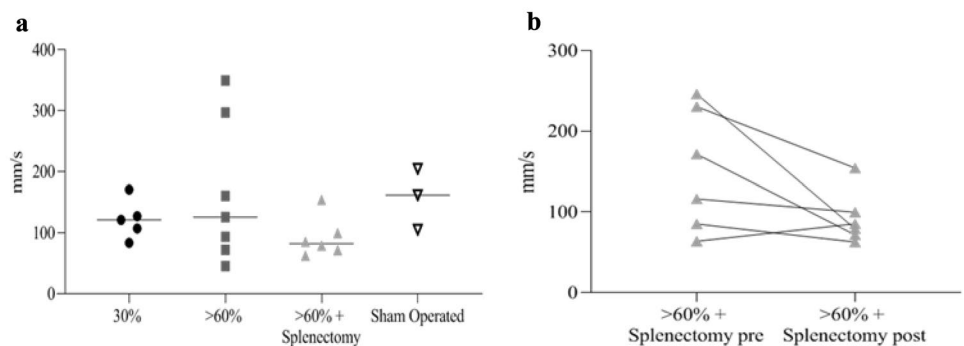 a
400
300
200
100
0
mm/s
30%
>60%
>60% +
Splenectomy
Sham Operated
b
300
200
100
0
mm/s
>60% +
Splenectomy pre
>60% +
Splenectomy post